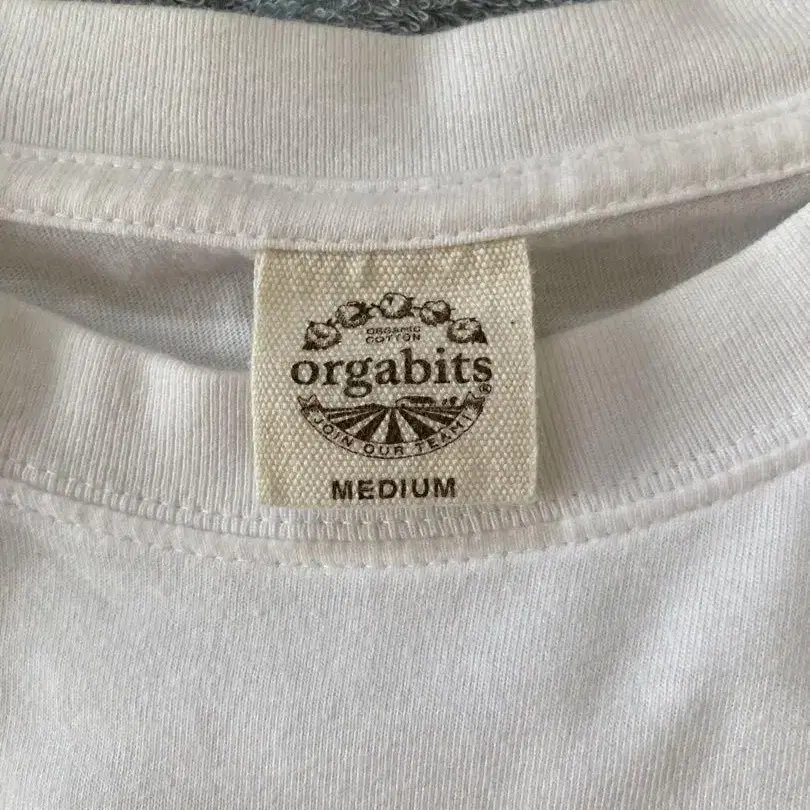 ORGANIC
COTTON
orgabits®
JOIN OUR TEAM!
MEDIUM